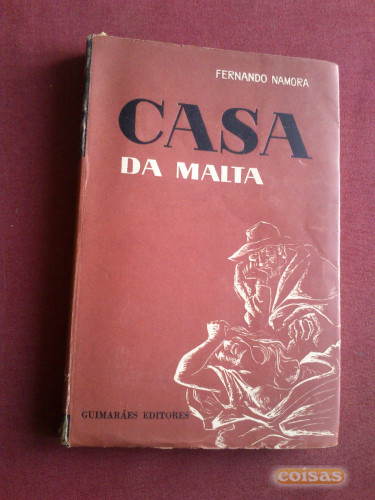 FERNANDO NAMORA
CASA
DA MALTA
GUIMARÃES EDITORES
coisas